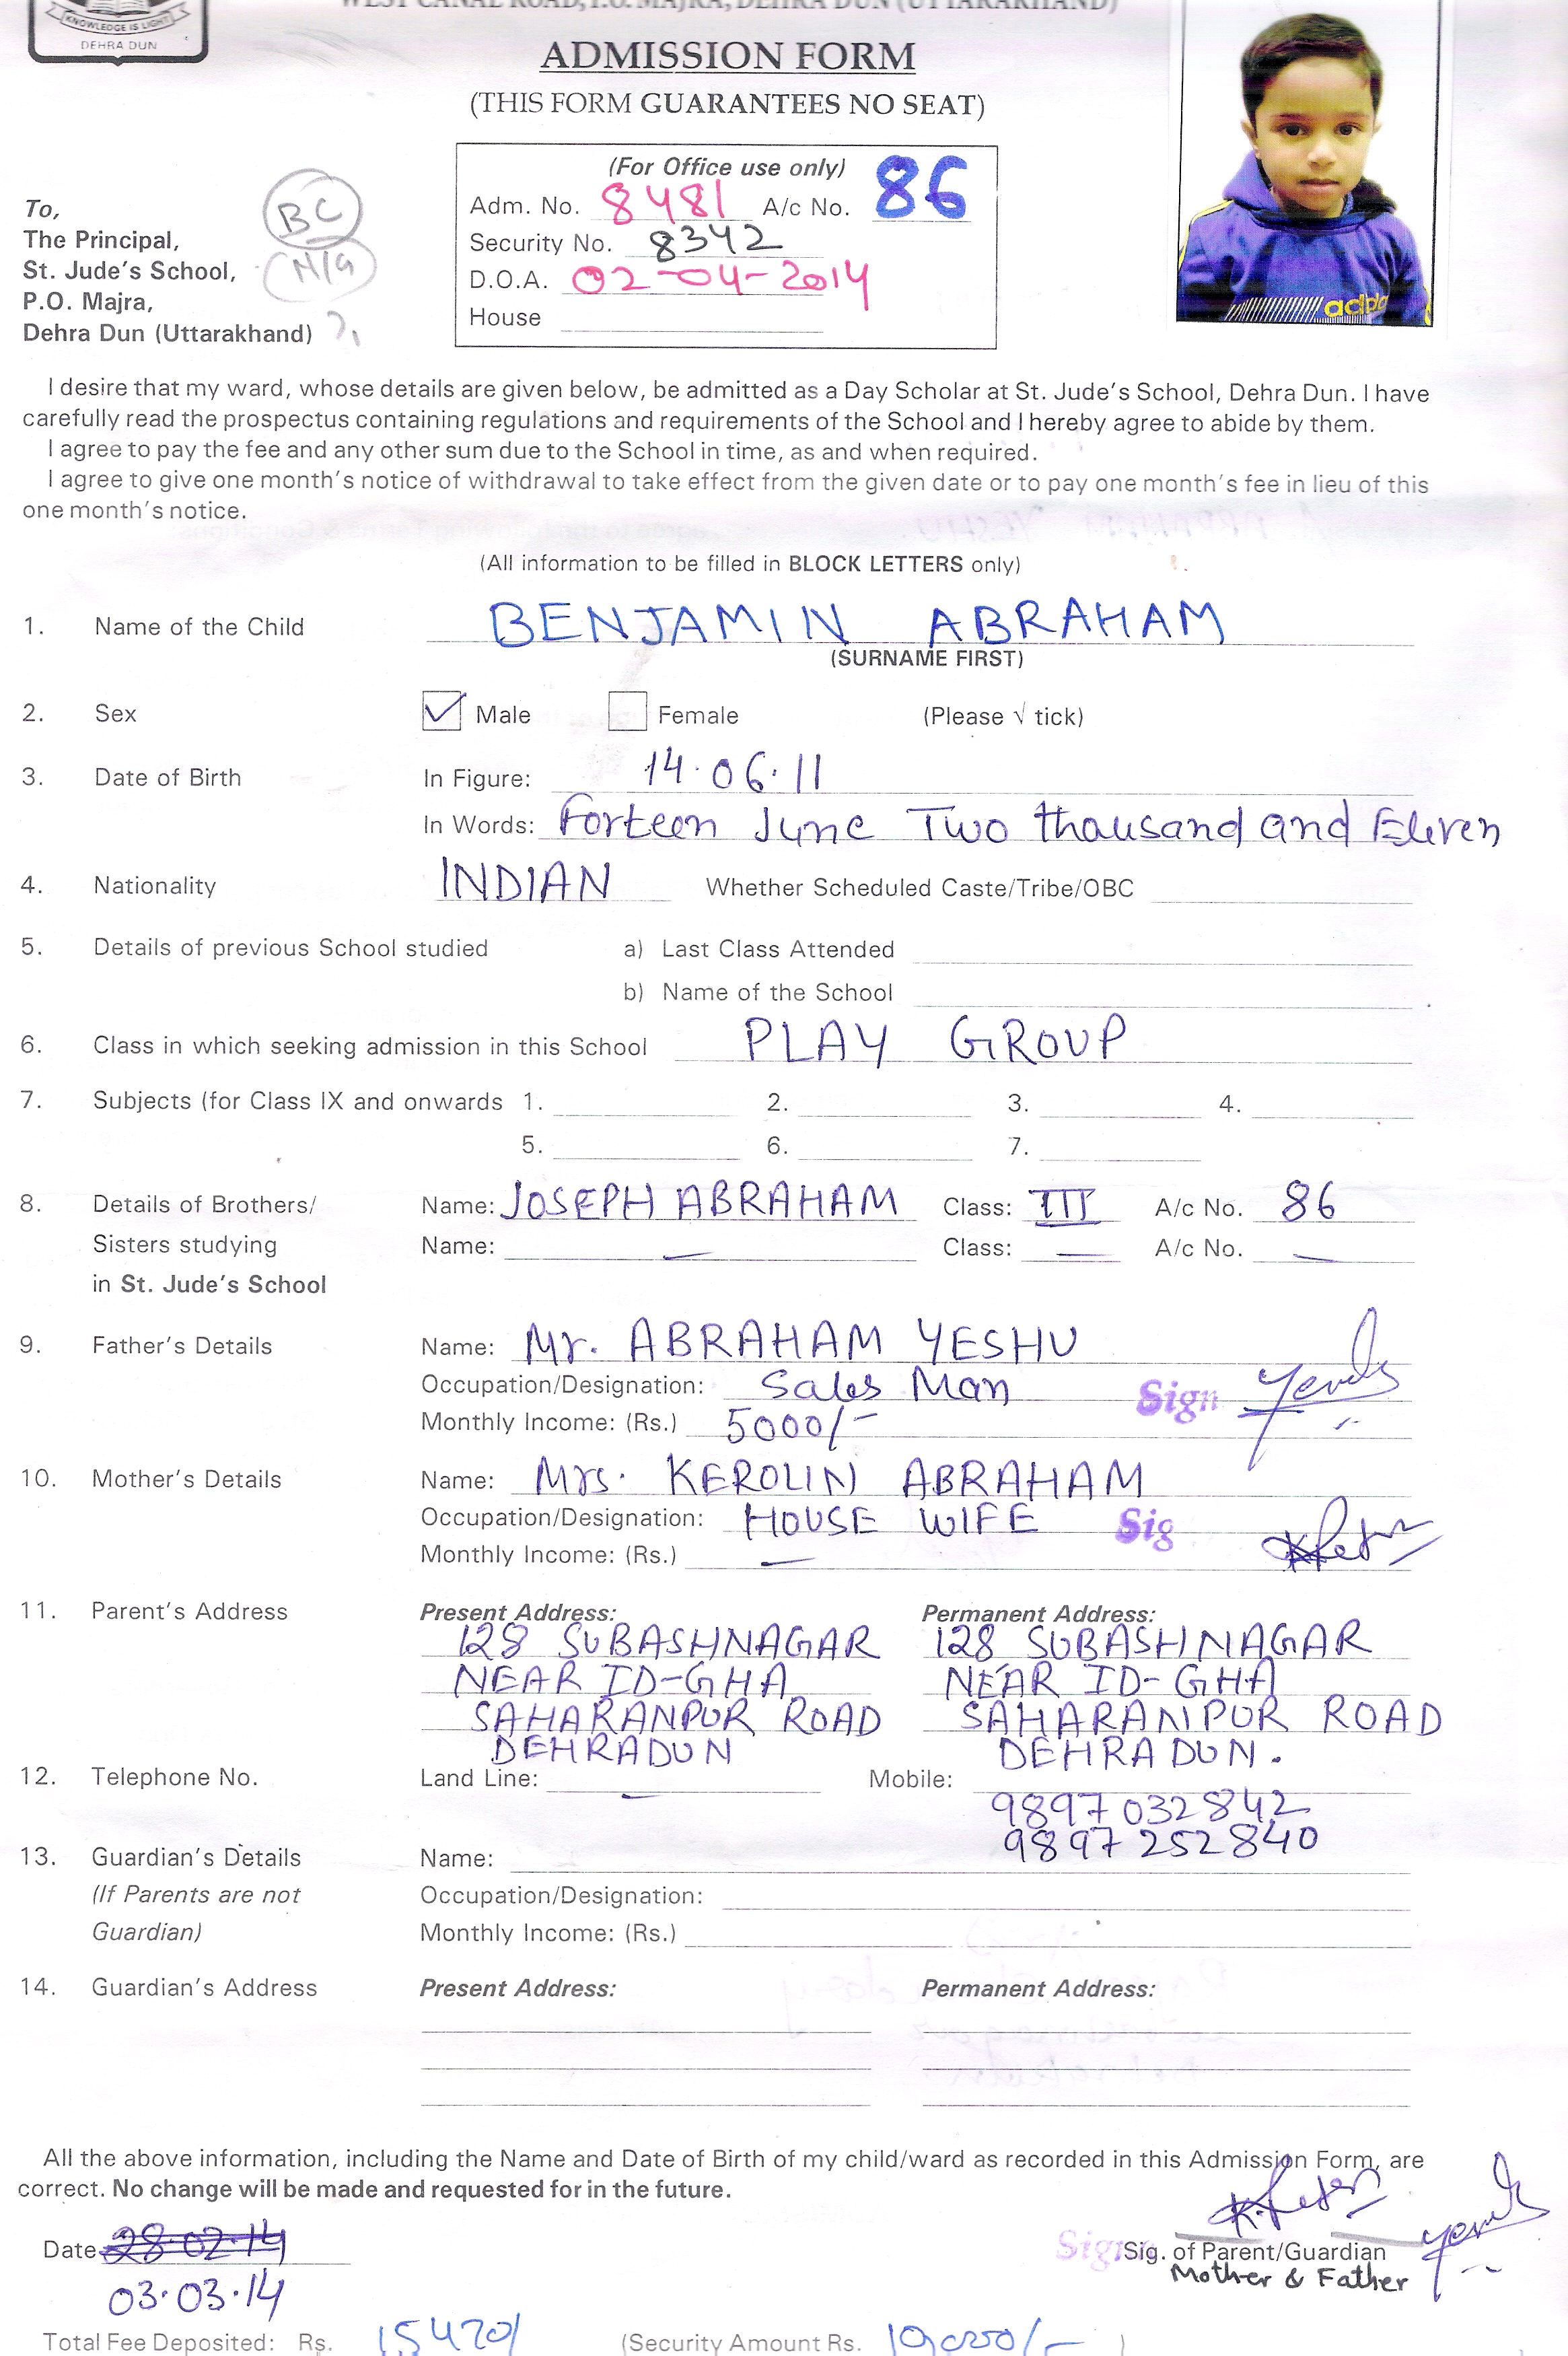 WEST CANAL ROAD, P.O. MAJRA, DEHRA DUN (UTTARAKHAND)
KNOWLEDGE IS LIGHT
DEHRA DUN
ADMISSION FORM
(THIS FORM GUARANTEES NO SEAT)
(For Office use only)
Adm. No. 8481 A/c No. 86
Security No. 8342
D.O.A. 02-04-2014
House
BC
N/G
To,
The Principal,
St. Jude's School,
P.O. Majra,
Dehra Dun (Uttarakhand)
adida
I desire that my ward, whose details are given below, be admitted as a Day Scholar at St. Jude's School, Dehra Dun. I have
carefully read the prospectus containing regulations and requirements of the School and I hereby agree to abide by them.
I agree to pay the fee and any other sum due to the School in time, as and when required.
I agree to give one month's notice of withdrawal to take effect from the given date or to pay one month's fee in lieu of this
one month's notice.
(All information to be filled in BLOCK LETTERS only)
1. Name of the Child BENJAMIN ABRAHAM
(SURNAME FIRST)
2. Sex Male Female (Please √ tick)
3. Date of Birth In Figure: 14.06.11
In Words: Forteen June Two thousand and Eleven
4. Nationality INDIAN Whether Scheduled Caste/Tribe/OBC
5. Details of previous School studied a) Last Class Attended
b) Name of the School
6. Class in which seeking admission in this School PLAY GROUP
7. Subjects (for Class IX and onwards 1. 2. 3. 4.
5. 6. 7.
8. Details of Brothers/ Name: JOSEPH ABRAHAM Class: III A/c No. 86
Sisters studying Name: — Class: — A/c No. —
in St. Jude's School
9. Father's Details Name: Mr. ABRAHAM YESHU
Occupation/Designation: Sales Man Sign
Monthly Income: (Rs.) 5000/-
10. Mother's Details Name: Mrs. KEROLIN ABRAHAM
Occupation/Designation: HOUSE WIFE Sig
Monthly Income: (Rs.) —
11. Parent's Address Present Address: Permanent Address:
128 SUBASHNAGAR 128 SUBASHNAGAR
NEAR ID-GHA NEAR ID-GHA
SAHARANPUR ROAD SAHARANPUR ROAD
DEHRADUN DEHRADUN.
12. Telephone No. Land Line: — Mobile:
9897032842
9897252840
13. Guardian's Details Name:
(If Parents are not Occupation/Designation:
Guardian) Monthly Income: (Rs.)
14. Guardian's Address Present Address: Permanent Address:
All the above information, including the Name and Date of Birth of my child/ward as recorded in this Admission Form, are
correct. No change will be made and requested for in the future.
Date 28.02.14
03.03.14
Sign Sig. of Parent/Guardian
Mother & Father
Total Fee Deposited: Rs. 15470/ (Security Amount Rs. 10,000/- )